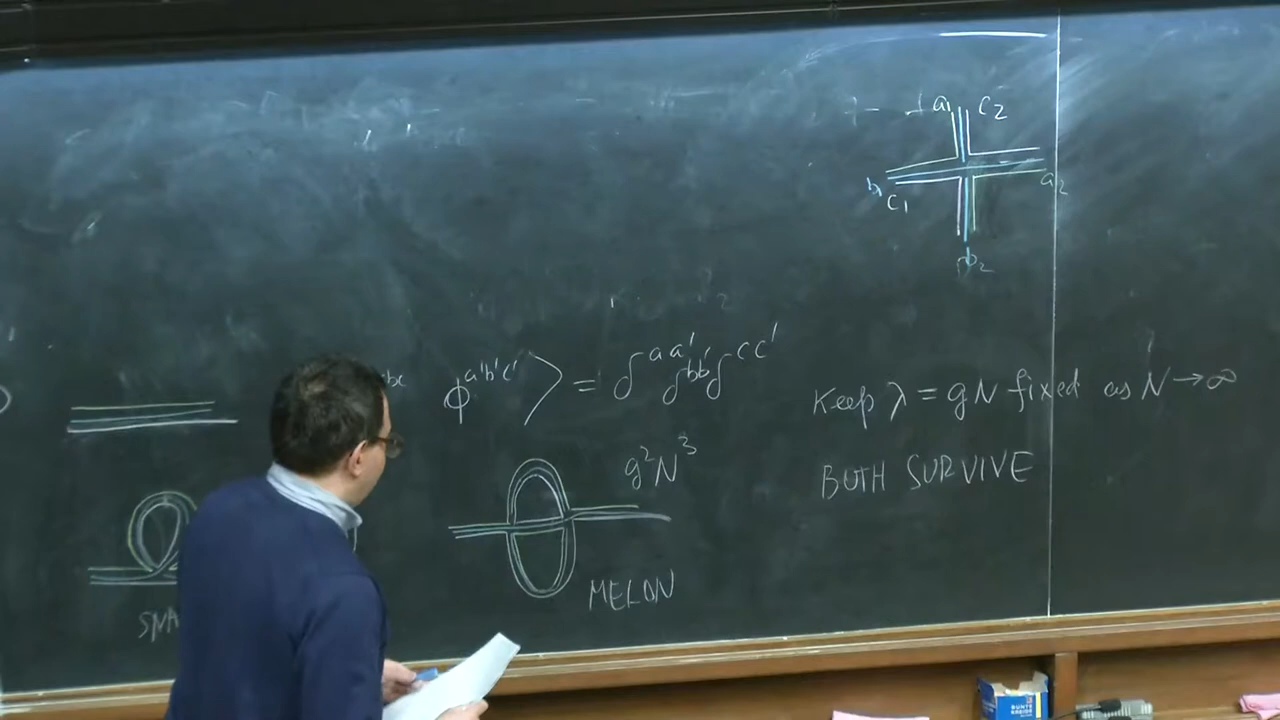 a₁ c₂
b₁ a₂
c₁
b₂
ϕ^{a'b'c'} ⟩ = δ^{aa'} δ^{bb'} δ^{cc'}
Keep λ = gN fixed as N → ∞
g²N³
BOTH SURVIVE
MELON